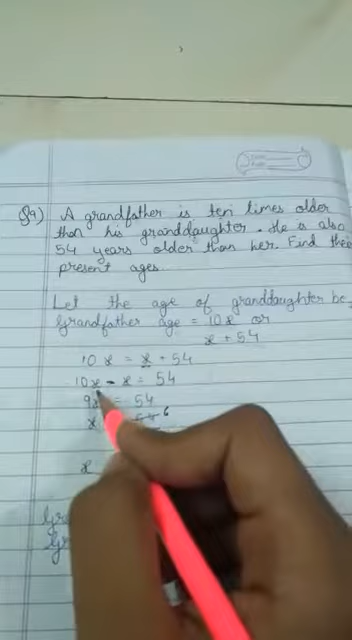 Q9) A grandfather is ten times older
than his granddaughter. He is also
54 years older than her. Find their
present ages.
Let the age of granddaughter be
Grandfather age = 10x or
x + 54
10x = x + 54
10x - x = 54
9x = 54
x 54 6
x